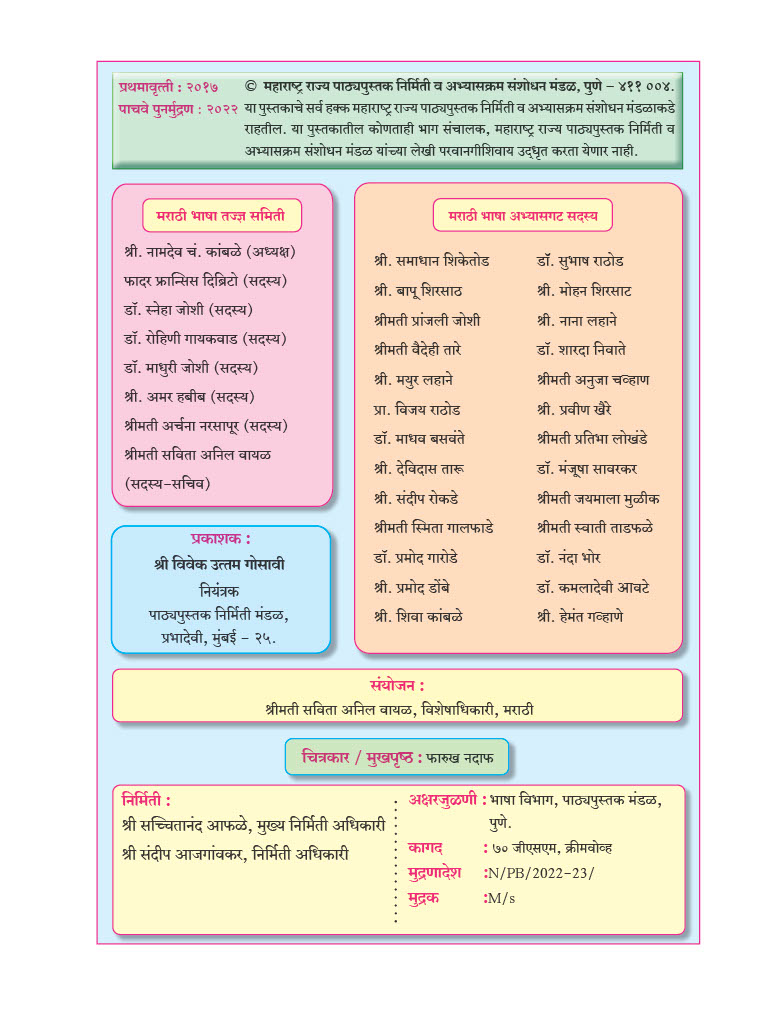 प्रथमावृत्ती : २०१७
पाचवे पुनर्मुद्रण : २०२२
© महाराष्ट्र राज्य पाठ्यपुस्तक निर्मिती व अभ्यासक्रम संशोधन मंडळ, पुणे – ४११ ००४.
या पुस्तकाचे सर्व हक्क महाराष्ट्र राज्य पाठ्यपुस्तक निर्मिती व अभ्यासक्रम संशोधन मंडळाकडे
राहतील. या पुस्तकातील कोणताही भाग संचालक, महाराष्ट्र राज्य पाठ्यपुस्तक निर्मिती व
अभ्यासक्रम संशोधन मंडळ यांच्या लेखी परवानगीशिवाय उद्धृत करता येणार नाही.
मराठी भाषा तज्ज्ञ समिती
श्री. नामदेव चं. कांबळे (अध्यक्ष)
फादर फ्रान्सिस दिब्रिटो (सदस्य)
डॉ. स्नेहा जोशी (सदस्य)
डॉ. रोहिणी गायकवाड (सदस्य)
डॉ. माधुरी जोशी (सदस्य)
श्री. अमर हबीब (सदस्य)
श्रीमती अर्चना नरसापूर (सदस्य)
श्रीमती सविता अनिल वायळ
(सदस्य-सचिव)
प्रकाशक :
श्री विवेक उत्तम गोसावी
नियंत्रक
पाठ्यपुस्तक निर्मिती मंडळ,
प्रभादेवी, मुंबई – २५.
मराठी भाषा अभ्यासगट सदस्य
श्री. समाधान शिकेतोड
श्री. बापू शिरसाठ
श्रीमती प्रांजली जोशी
श्रीमती वैदेही तारे
श्री. मयुर लहाने
प्रा. विजय राठोड
डॉ. माधव बसवंते
श्री. देविदास तारू
श्री. संदीप रोकडे
श्रीमती स्मिता गालफाडे
डॉ. प्रमोद गारोडे
श्री. प्रमोद डोंबे
श्री. शिवा कांबळे
डॉ. सुभाष राठोड
श्री. मोहन शिरसाट
श्री. नाना लहाने
डॉ. शारदा निवाते
श्रीमती अनुजा चव्हाण
श्री. प्रवीण खैरे
श्रीमती प्रतिभा लोखंडे
डॉ. मंजूषा सावरकर
श्रीमती जयमाला मुळीक
श्रीमती स्वाती ताडफळे
डॉ. नंदा भोर
डॉ. कमलादेवी आवटे
श्री. हेमंत गव्हाणे
संयोजन :
श्रीमती सविता अनिल वायळ, विशेषाधिकारी, मराठी
चित्रकार / मुखपृष्ठ : फारुख नदाफ
निर्मिती :
श्री सच्चितानंद आफळे, मुख्य निर्मिती अधिकारी
श्री संदीप आजगांवकर, निर्मिती अधिकारी
अक्षरजुळणी : भाषा विभाग, पाठ्यपुस्तक मंडळ,
पुणे.
कागद : ७० जीएसएम, क्रीमवोव्ह
मुद्रणादेश :N/PB/2022-23/
मुद्रक :M/s